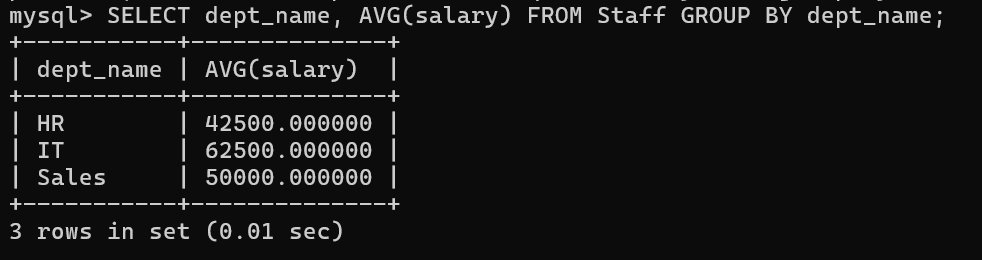 mysql> SELECT dept_name, AVG(salary) FROM Staff GROUP BY dept_name;
+-----------+--------------+
| dept_name | AVG(salary)  |
+-----------+--------------+
| HR        | 42500.000000 |
| IT        | 62500.000000 |
| Sales     | 50000.000000 |
+-----------+--------------+
3 rows in set (0.01 sec)